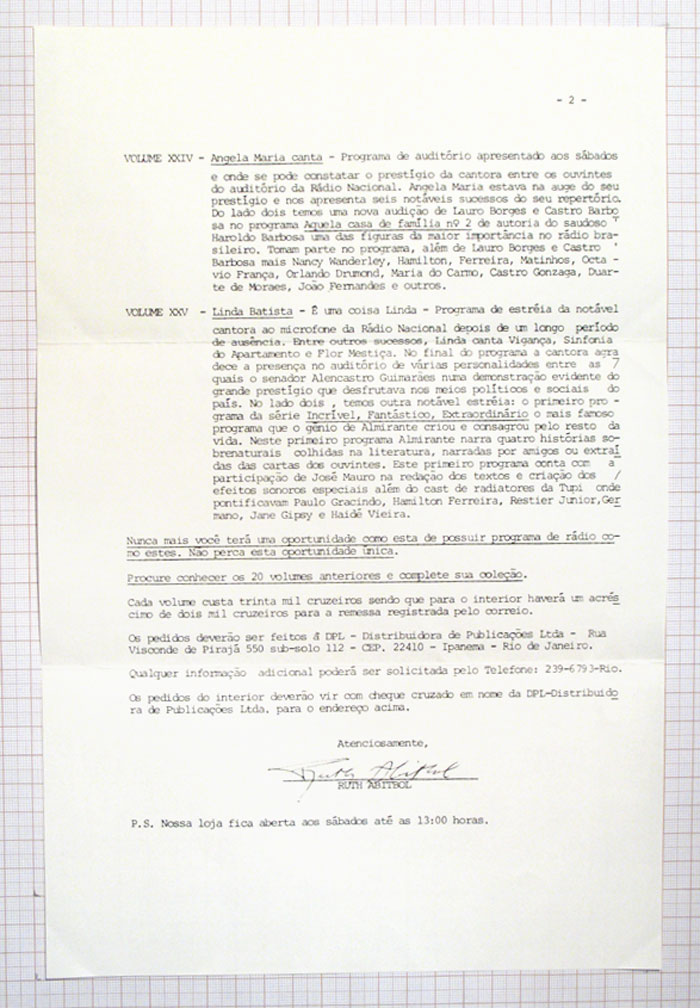 - 2 -
VOLUME XXIV - Angela Maria canta - Programa de auditório apresentado aos sábados
e onde se pode constatar o prestígio da cantora entre os ouvintes
do auditório da Rádio Nacional. Angela Maria estava na auge do seu
prestígio e nos apresenta seis notáveis sucessos do seu repertório.
Do lado dois temos uma nova audição de Lauro Borges e Castro Barbo
sa no programa Aquela casa de família nº 2 de autoria do saudoso '
Haroldo Barbosa uma das figuras da maior importância no rádio bra-
sileiro. Tomam parte no programa, além de Lauro Borges e Castro '
Barbosa mais Nancy Wanderley, Hamilton, Ferreira, Matinhos, Octa -
vio França, Orlando Drumond, Maria do Carmo, Castro Gonzaga, Duar-
te de Moraes, João Fernandes e outros.
VOLUME XXV - Linda Batista - É uma coisa Linda - Programa de estréia da notável
cantora ao microfone da Rádio Nacional depois de um longo período
de ausência. Entre outros sucessos, Linda canta Vigança, Sinfonia
do Apartamento e Flor Mestiça. No final do programa a cantora agra
dece a presença no auditório de várias personalidades entre as /
quais o senador Alencastro Guimarães numa demonstração evidente do
grande prestígio que desfrutava nos meios políticos e sociais do
país. No lado dois , temos outra notável estréia: o primeiro pro -
grama da série Incrível, Fantástico, Extraordinário o mais famoso
programa que o gênio de Almirante criou e consagrou pelo resto da
vida. Neste primeiro programa Almirante narra quatro histórias so-
brenaturais colhidas na literatura, narradas por amigos ou extraí
das das cartas dos ouvintes. Este primeiro programa conta com a
participação de José Mauro na redação dos textos e criação dos /
efeitos sonoros especiais além do cast de radiatores da Tupi onde
pontificavam Paulo Gracindo, Hamilton Ferreira, Restier Junior,Ger
mano, Jane Gipsy e Haidé Vieira.
Nunca mais você terá uma oportunidade como esta de possuir programa de rádio co-
mo estes. Não perca esta oportunidade única.
Procure conhecer os 20 volumes anteriores e complete sua coleção.
Cada volume custa trinta mil cruzeiros sendo que para o interior haverá um acrés
cimo de dois mil cruzeiros para a remessa registrada pelo correio.
Os pedidos deverão ser feitos à DPL - Distribuidora de Publicações Ltda - Rua
Visconde de Pirajá 550 sub-solo 112 - CEP. 22410 - Ipanema - Rio de Janeiro.
Qualquer informação adicional poderá ser solicitada pelo Telefone: 239-6793-Rio.
Os pedidos do interior deverão vir com cheque cruzado em nome da DPL-Distribuido
ra de Publicações Ltda. para o endereço acima.
Atenciosamente,
Ruth Abitbol
RUTH ABITBOL
P.S. Nossa loja fica aberta aos sábados até as 13:00 horas.